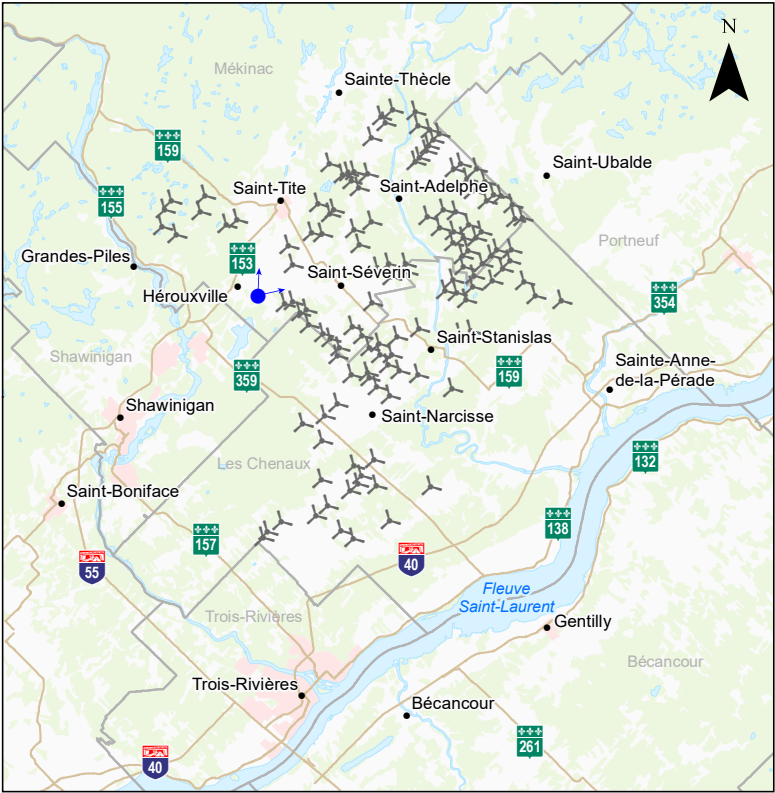 N
Mékinac
Sainte-Thècle
159
Saint-Ubalde
Saint-Tite
Saint-Adelphe
155
Portneuf
Grandes-Piles
153
Saint-Séverin
Hérouxville
354
Saint-Stanislas
Shawinigan
359
159
Sainte-Anne-
de-la-Pérade
Shawinigan
Saint-Narcisse
132
Les Chenaux
Saint-Boniface
138
157
40
55
Fleuve
Saint-Laurent
Trois-Rivières
Gentilly
Bécancour
Trois-Rivières
Bécancour
261
40